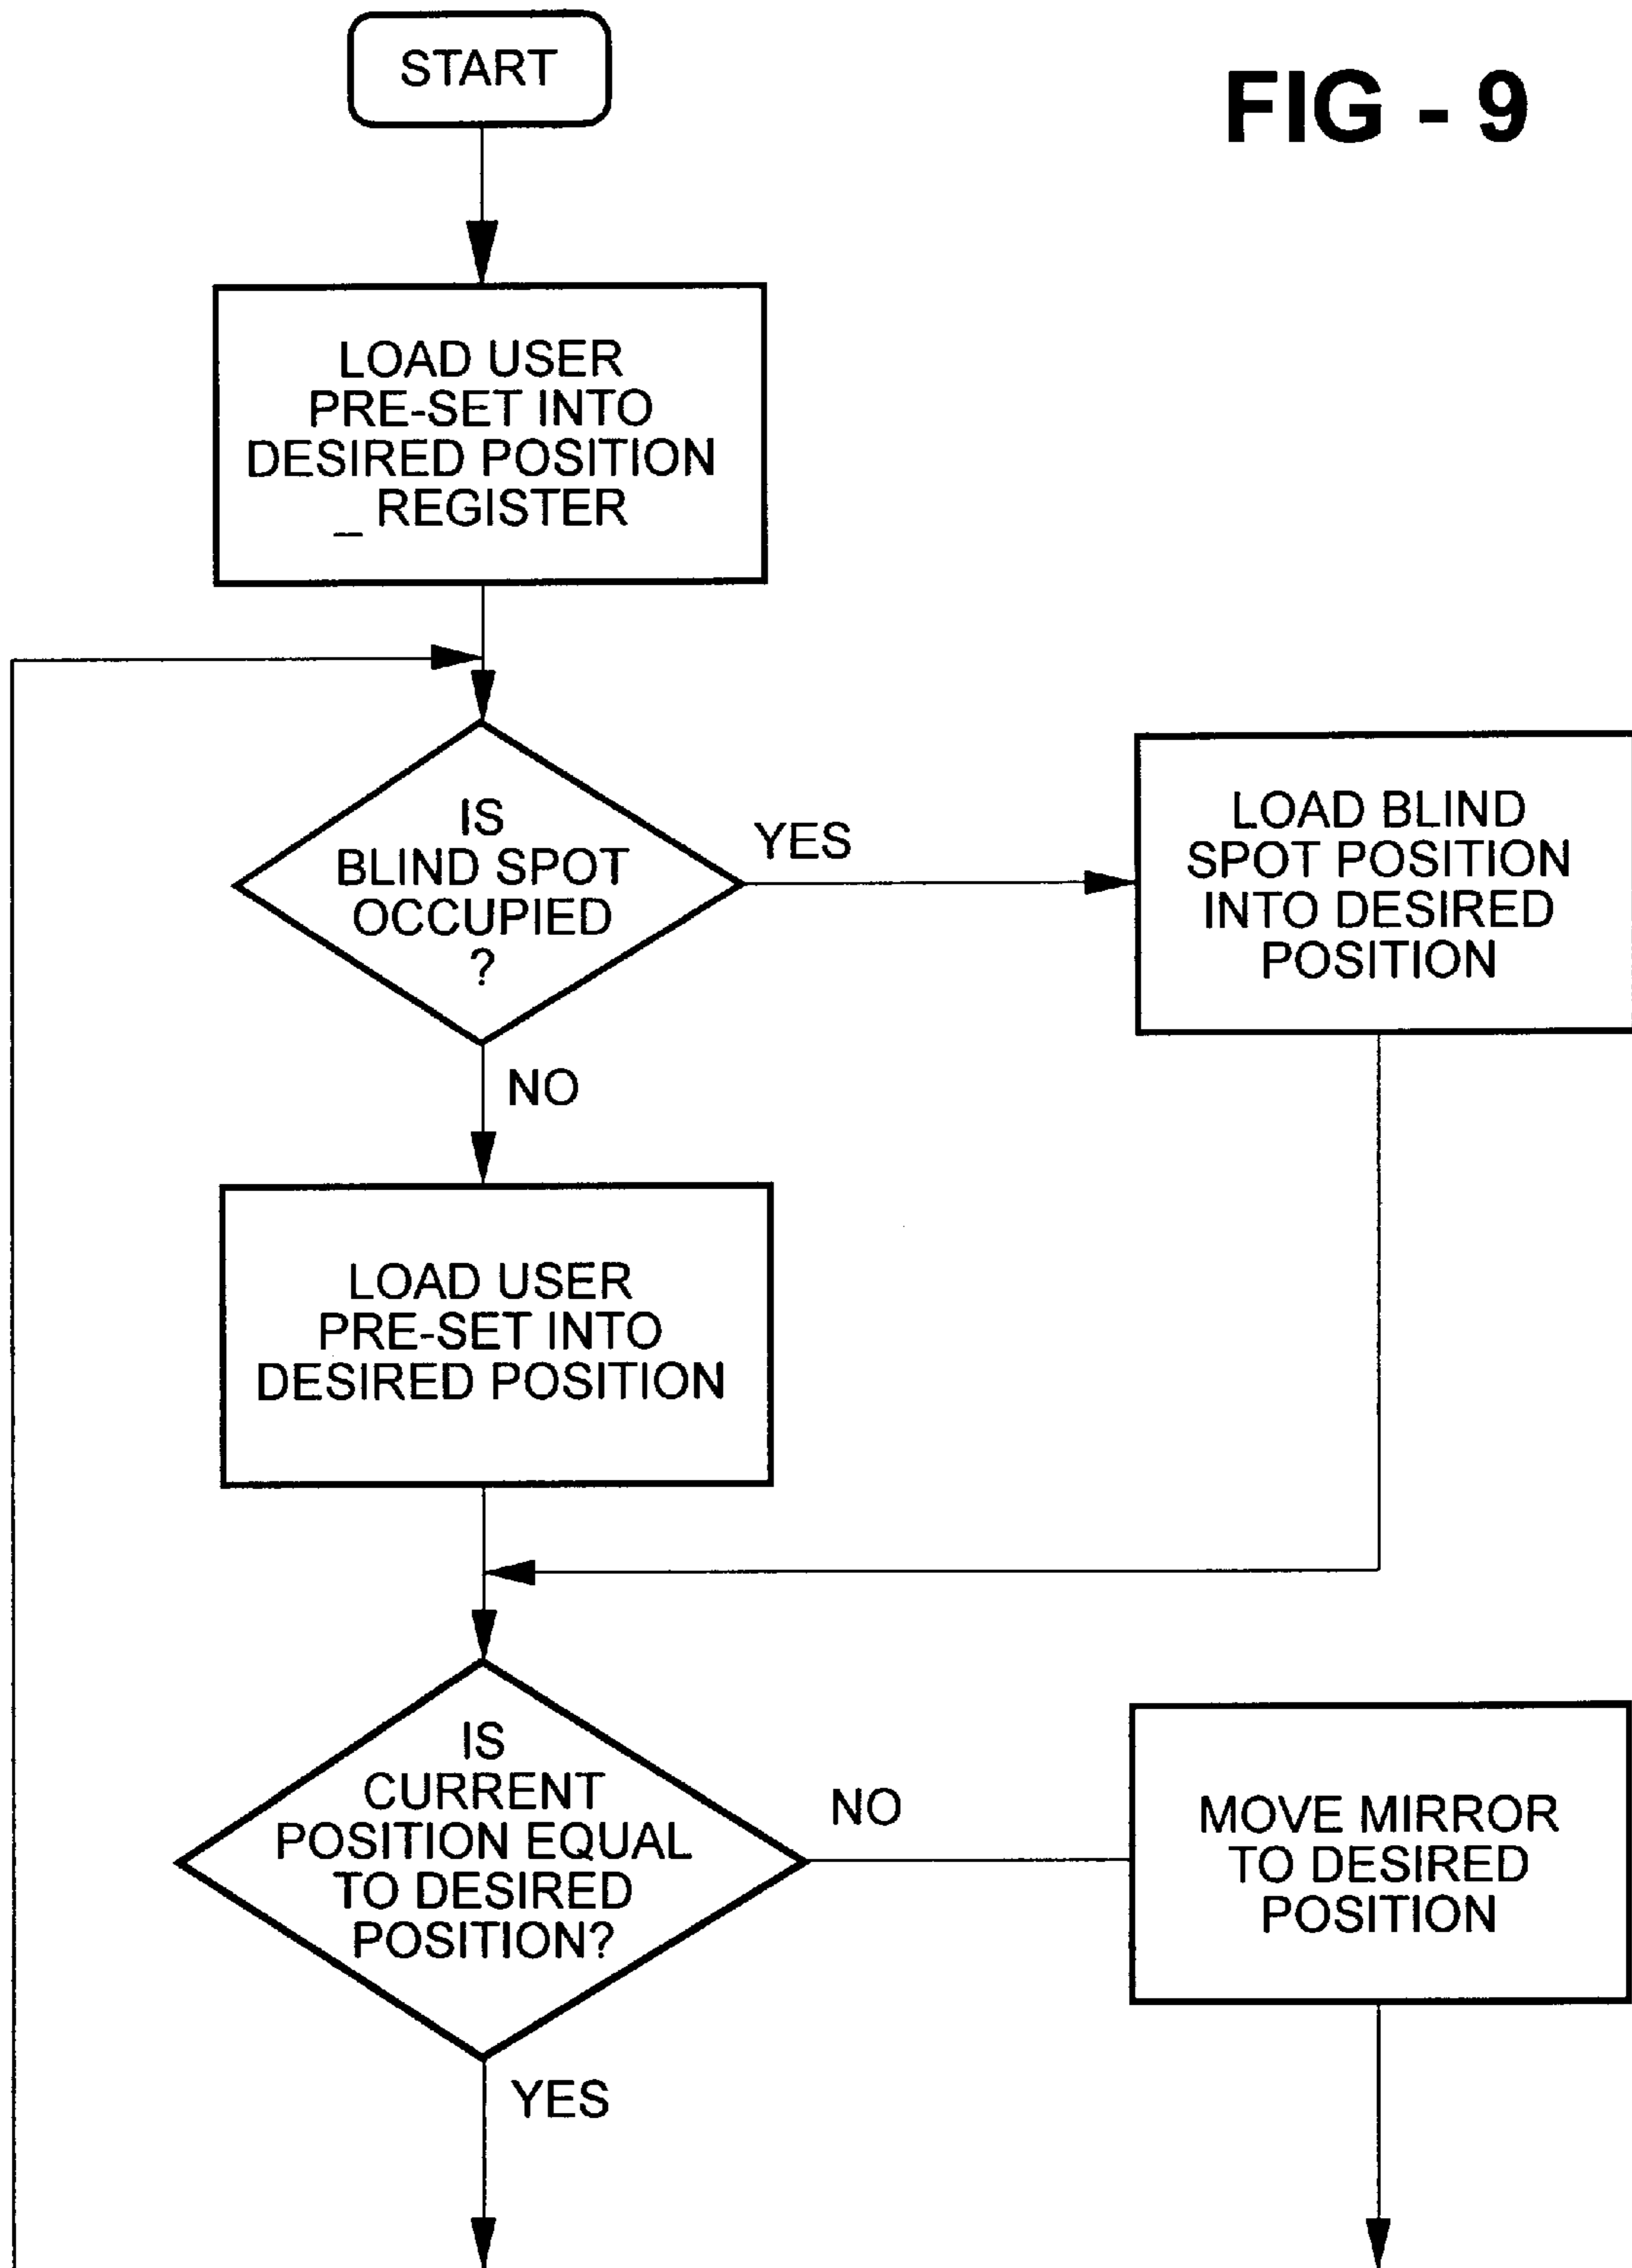 START
FIG - 9
LOAD USER
PRE-SET INTO
DESIRED POSITION
_ REGISTER
IS
BLIND SPOT
OCCUPIED
?
YES
LOAD BLIND
SPOT POSITION
INTO DESIRED
POSITION
NO
LOAD USER
PRE-SET INTO
DESIRED POSITION
IS
CURRENT
POSITION EQUAL
TO DESIRED
POSITION?
NO
MOVE MIRROR
TO DESIRED
POSITION
YES